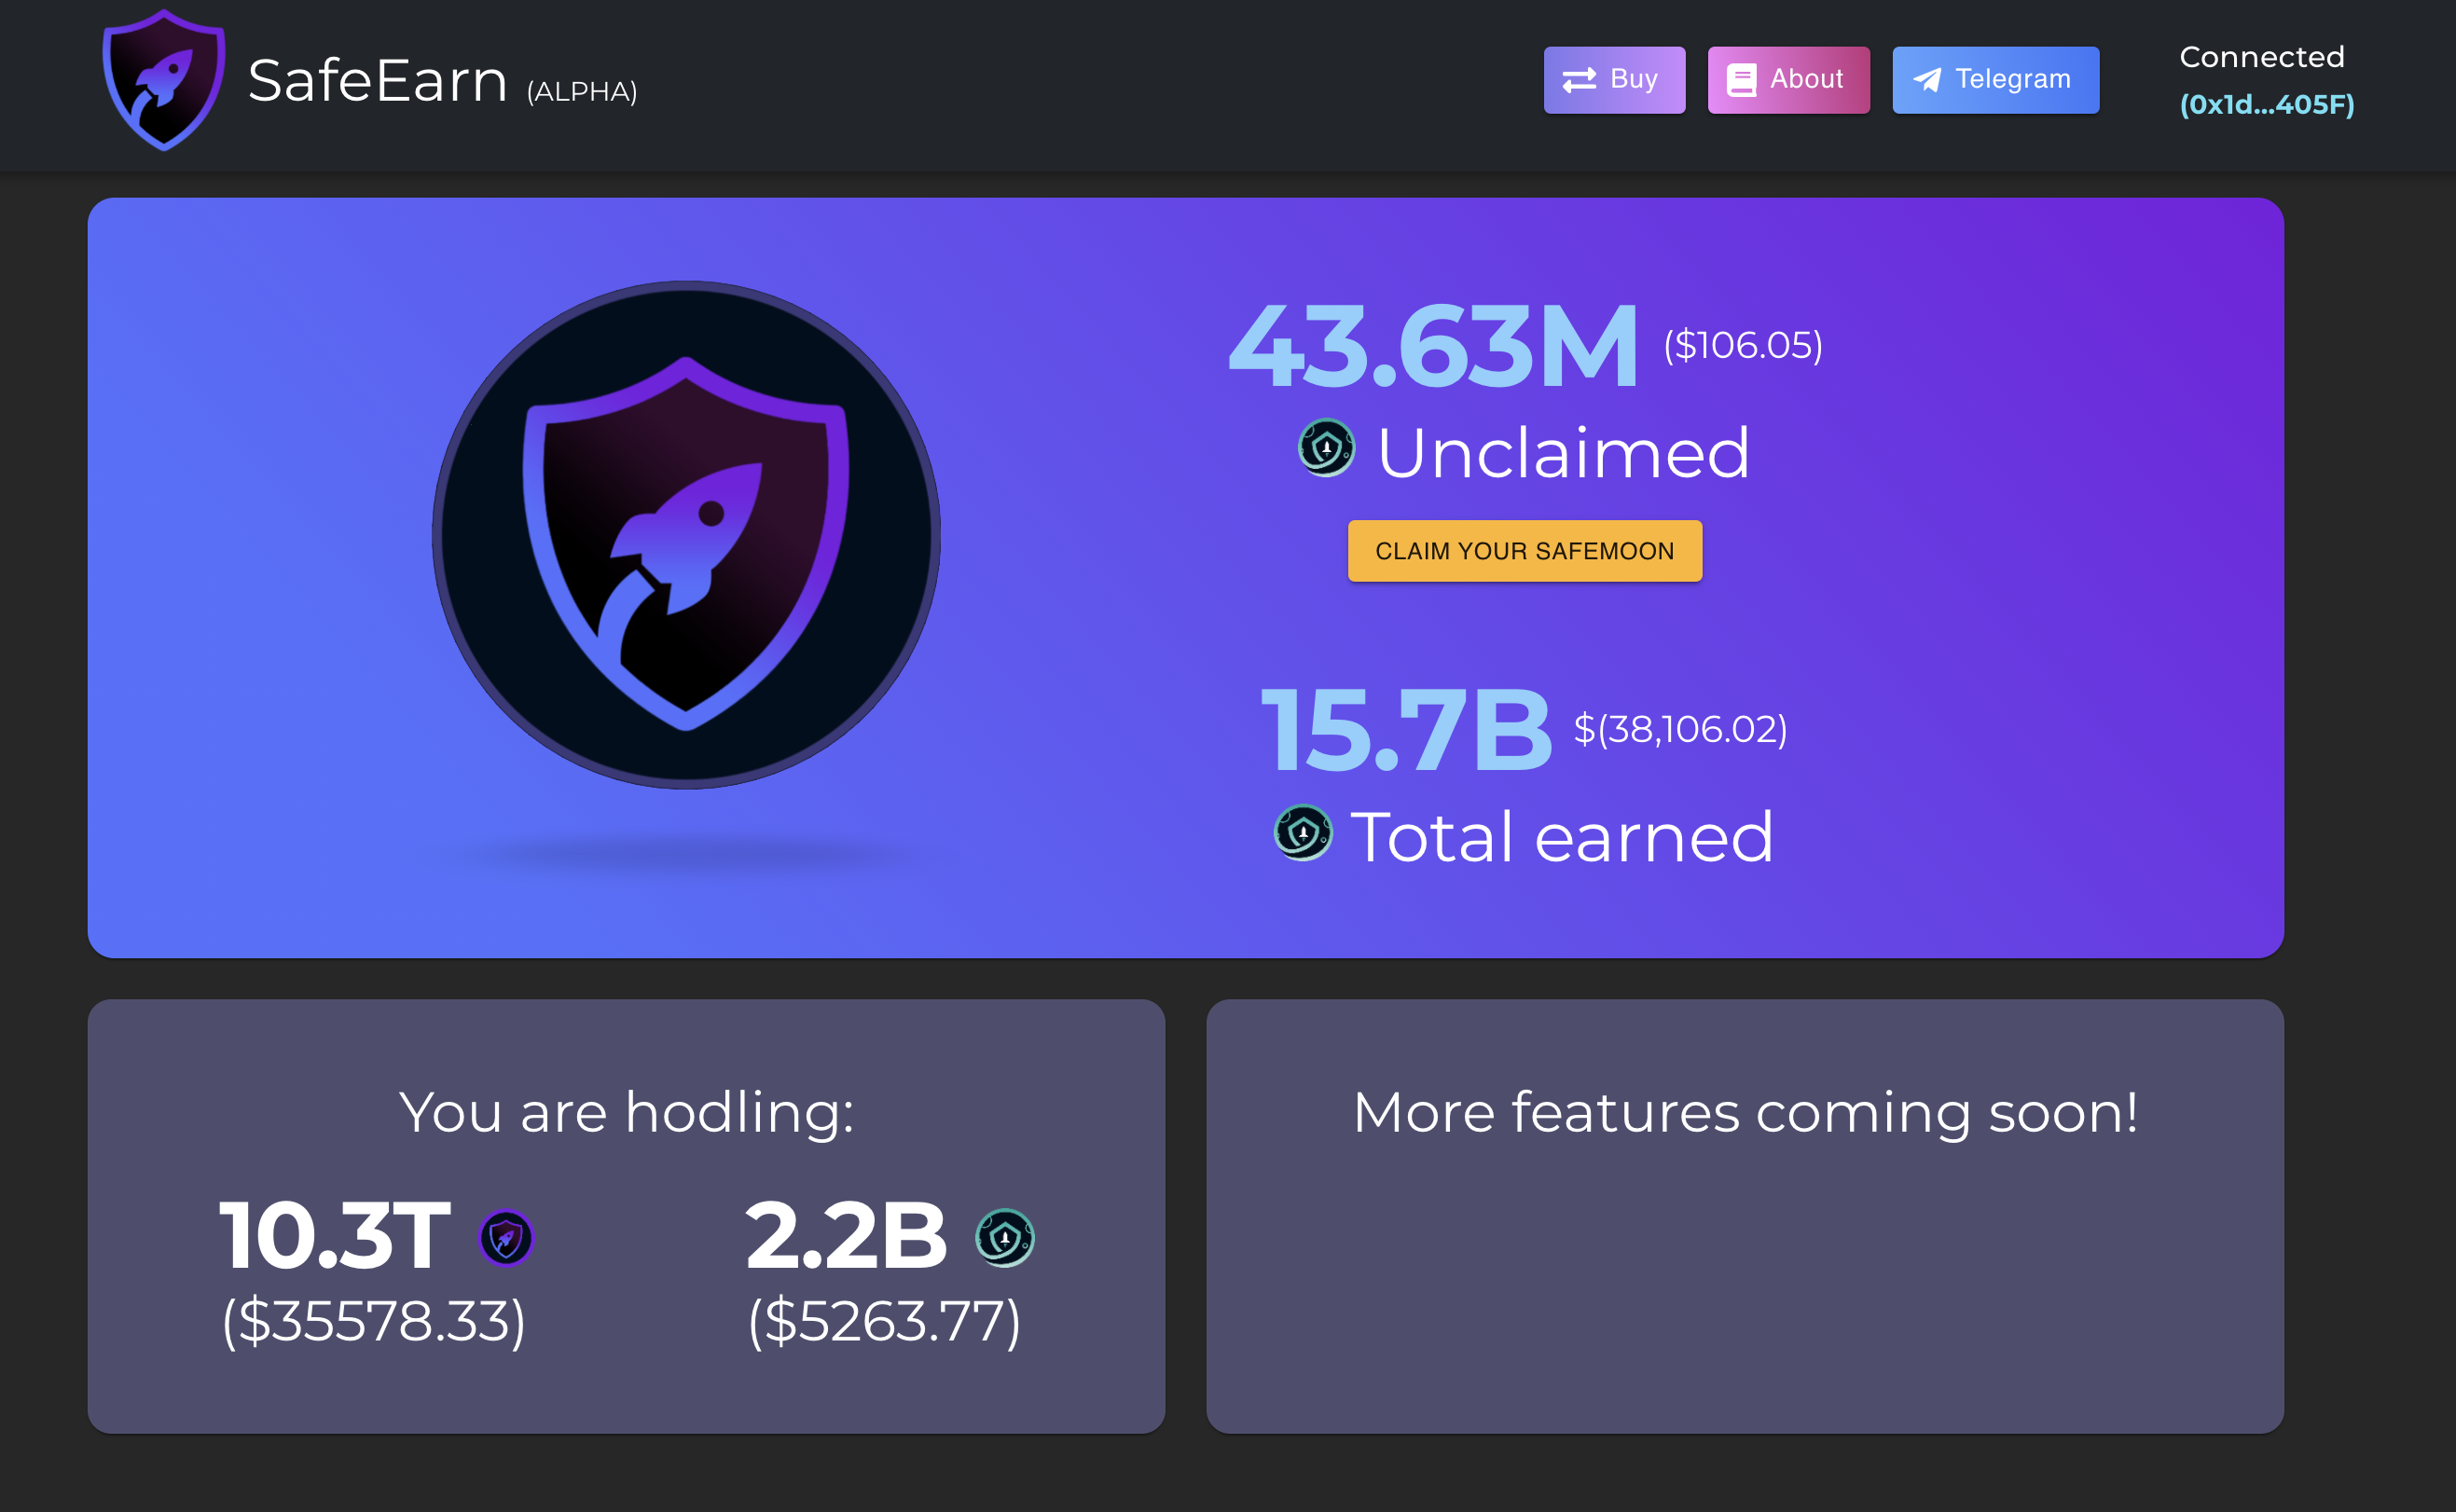 SafeEarn (ALPHA)
Buy
About
Telegram
Connected
(0x1d...405F)
43.63M ($106.05)
Unclaimed
CLAIM YOUR SAFEMOON
15.7B $(38,106.02)
Total earned
You are hodling:
10.3T
($35578.33)
2.2B
($5263.77)
More features coming soon!